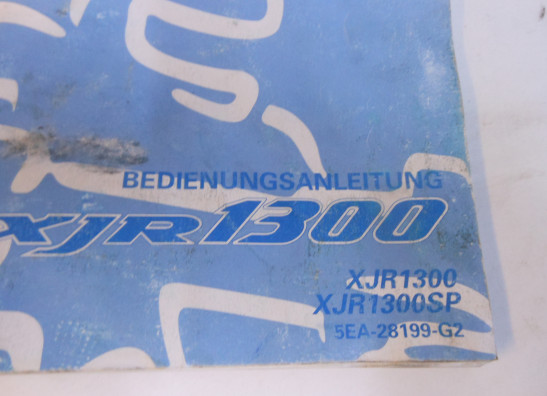 BEDIENUNGSANLEITUNG
XJR1300
XJR1300
XJR1300SP
5EA-28199-G2